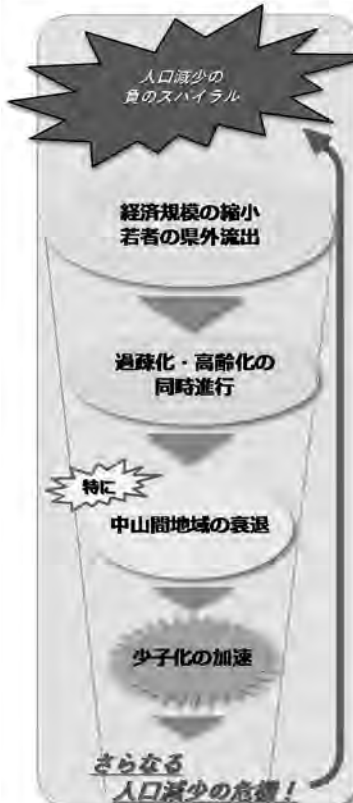 人口減少の
負のスパイラル
経済規模の縮小
若者の県外流出
過疎化・高齢化の
同時進行
特に
中山間地域の衰退
少子化の加速
さらなる
人口減少の危機！